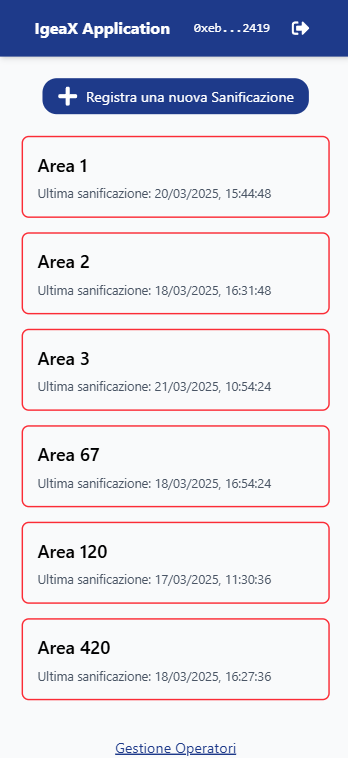 IgeaX Application 0xeb...2419
Registra una nuova Sanificazione
Area 1
Ultima sanificazione: 20/03/2025, 15:44:48
Area 2
Ultima sanificazione: 18/03/2025, 16:31:48
Area 3
Ultima sanificazione: 21/03/2025, 10:54:24
Area 67
Ultima sanificazione: 18/03/2025, 16:54:24
Area 120
Ultima sanificazione: 17/03/2025, 11:30:36
Area 420
Ultima sanificazione: 18/03/2025, 16:27:36
Gestione Operatori